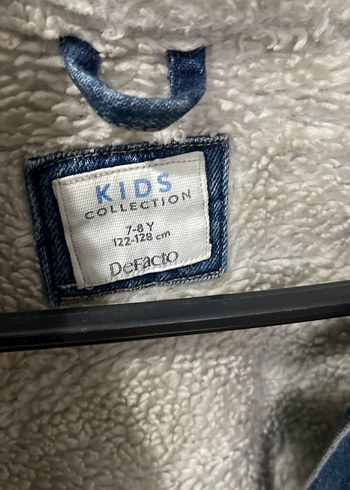 KIDS
COLLECTION
7-8 Y
122-128 cm
DeFacto